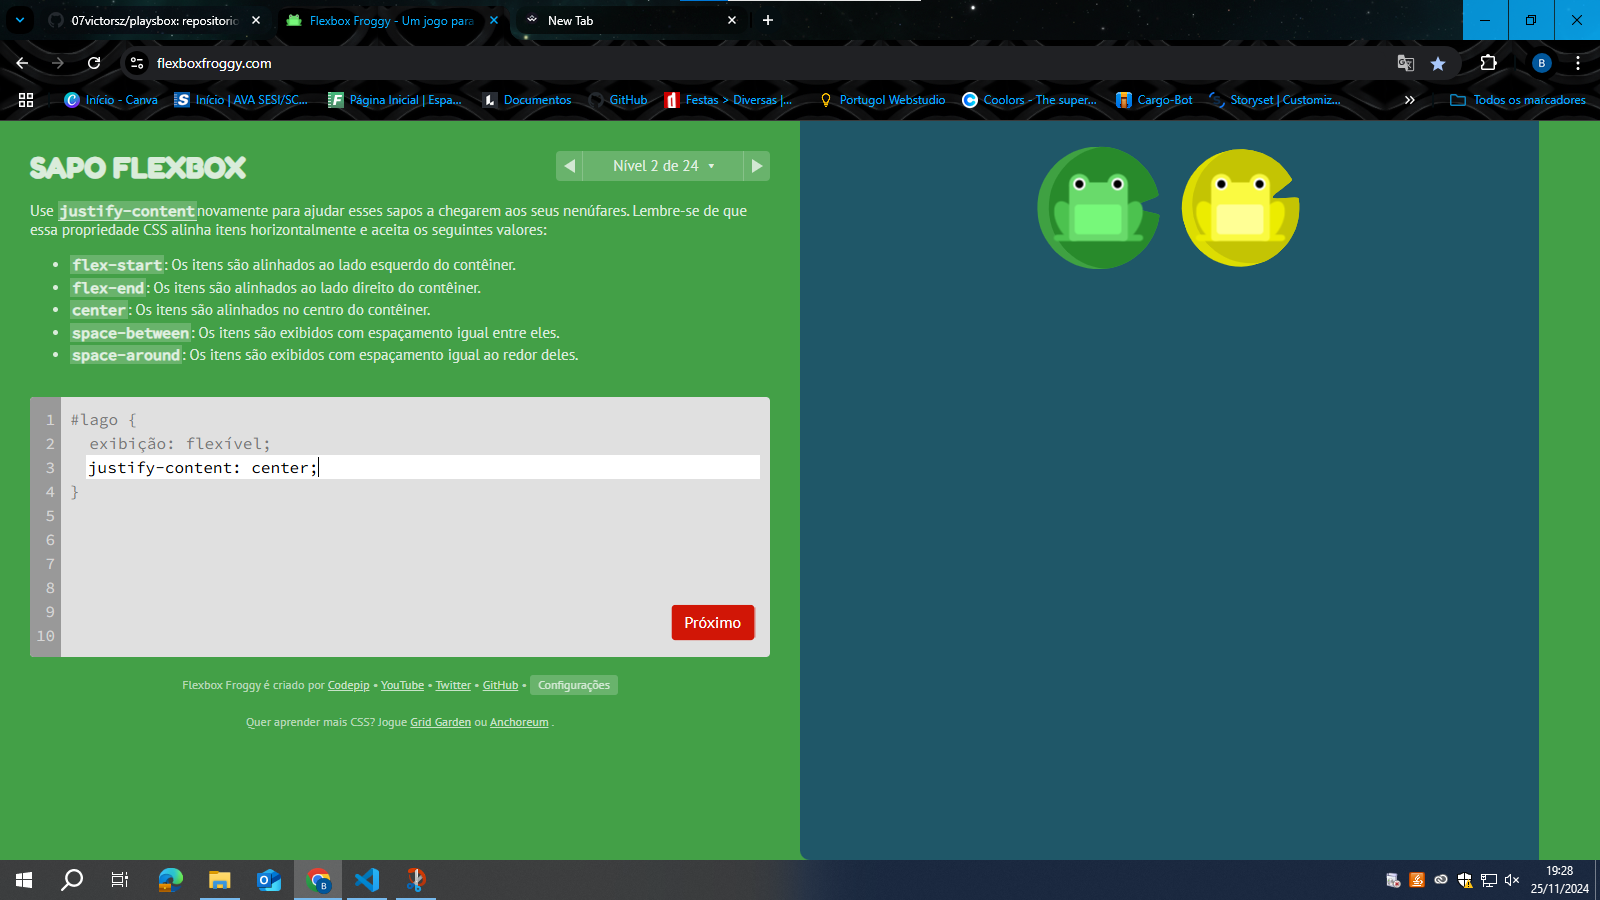 07victorsz/playsbox: repositorio
Flexbox Froggy - Um jogo para
New Tab
flexboxfroggy.com
B
Início - Canva
Início | AVA SESI/SC...
Página Inicial | Espa...
Documentos
GitHub
Festas > Diversas |...
Portugol Webstudio
Coolors - The super...
Cargo-Bot
Storyset | Customiz...
Todos os marcadores
SAPO FLEXBOX
Nível 2 de 24
Use justify-content novamente para ajudar esses sapos a chegarem aos seus nenúfares. Lembre-se de que
essa propriedade CSS alinha itens horizontalmente e aceita os seguintes valores:
flex-start: Os itens são alinhados ao lado esquerdo do contêiner.
flex-end: Os itens são alinhados ao lado direito do contêiner.
center: Os itens são alinhados no centro do contêiner.
space-between: Os itens são exibidos com espaçamento igual entre eles.
space-around: Os itens são exibidos com espaçamento igual ao redor deles.
1 #lago {
2 exibição: flexível;
3 justify-content: center;
4 }
5
6
7
8
9
10
Próximo
Flexbox Froggy é criado por Codepip • YouTube • Twitter • GitHub • Configurações
Quer aprender mais CSS? Jogue Grid Garden ou Anchoreum .
19:28
25/11/2024